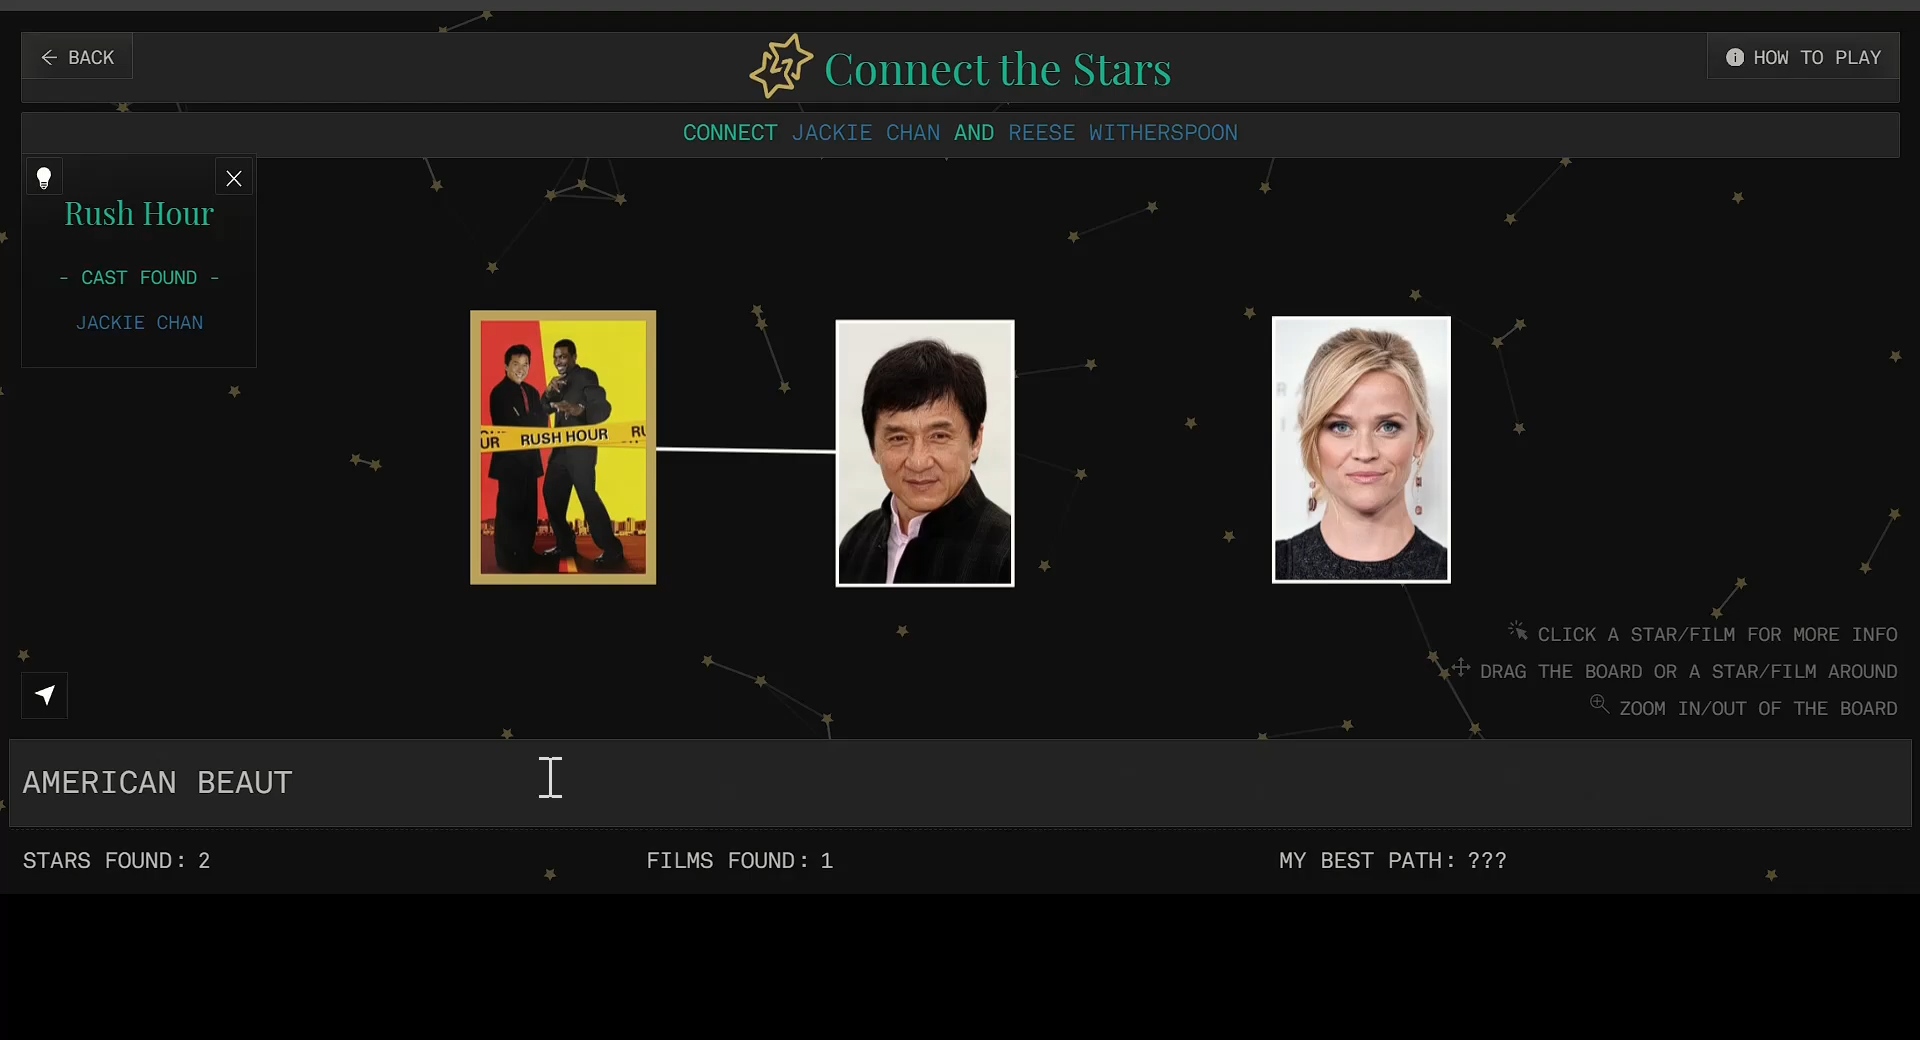 BACK
Connect the Stars
HOW TO PLAY
CONNECT JACKIE CHAN AND REESE WITHERSPOON
Rush Hour
- CAST FOUND -
JACKIE CHAN
RUSH HOUR
CLICK A STAR/FILM FOR MORE INFO
DRAG THE BOARD OR A STAR/FILM AROUND
ZOOM IN/OUT OF THE BOARD
AMERICAN BEAUT
STARS FOUND: 2
FILMS FOUND: 1
MY BEST PATH: ???